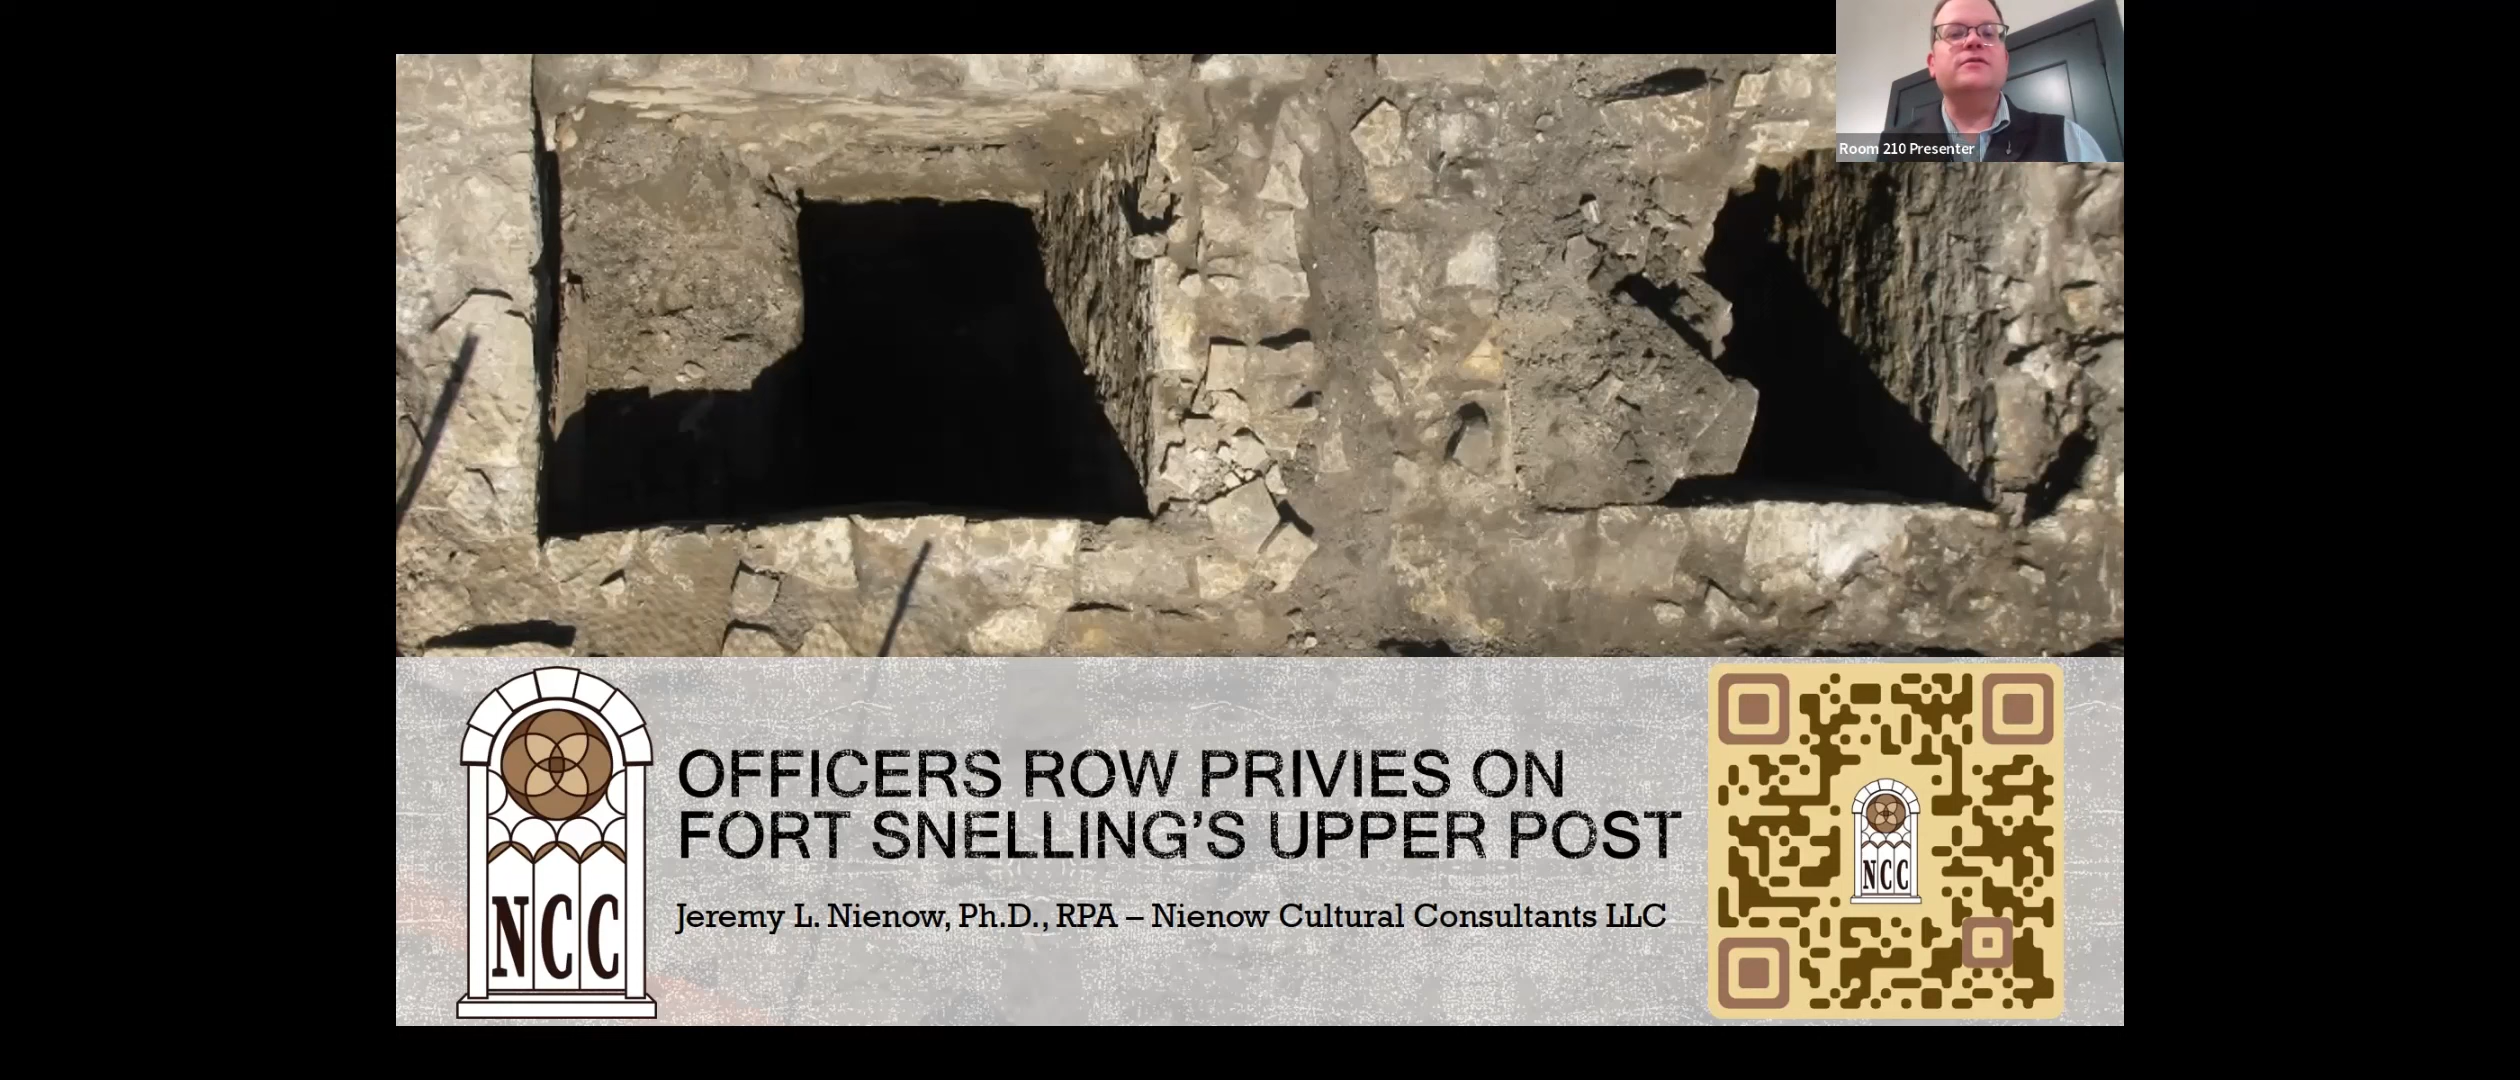 Room 210 Presenter
OFFICERS ROW PRIVIES ON
FORT SNELLING'S UPPER POST
Jeremy L. Nienow, Ph.D., RPA – Nienow Cultural Consultants LLC
NCC
NCC